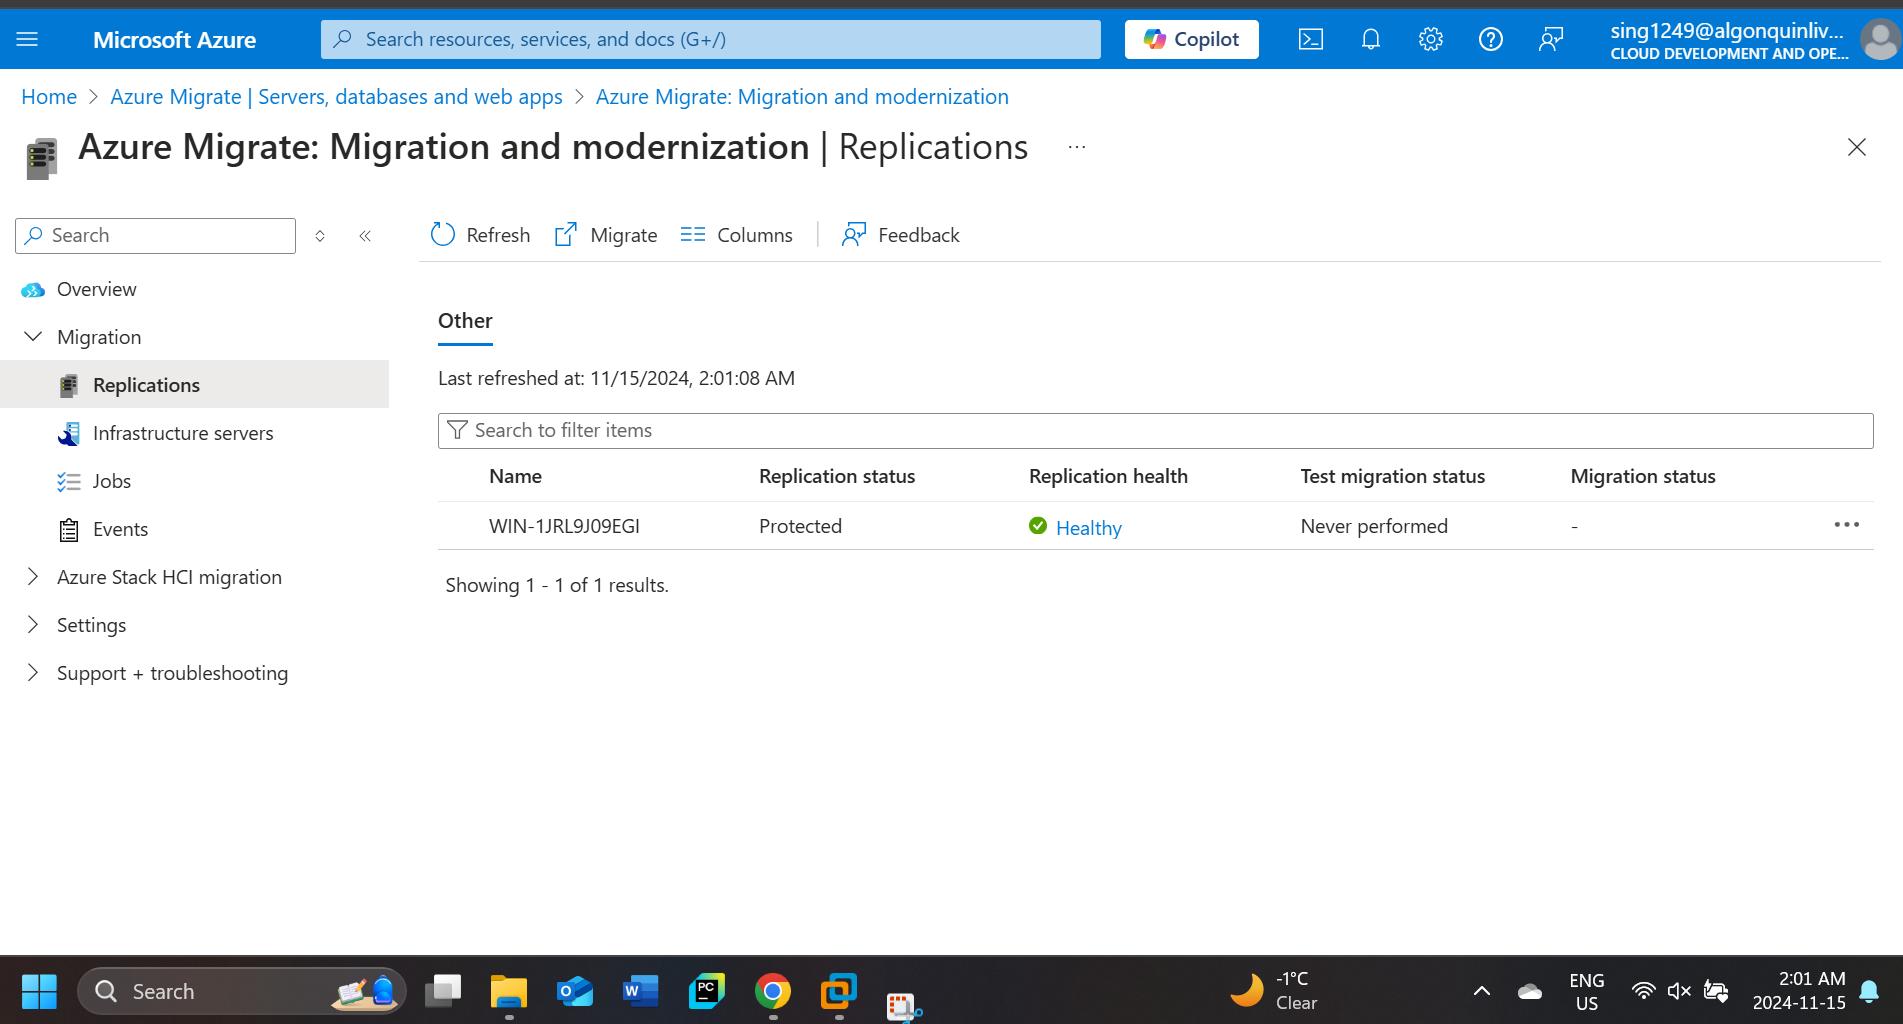 Microsoft Azure
Search resources, services, and docs (G+/)
Copilot
sing1249@algonquinliv...
CLOUD DEVELOPMENT AND OPE...
Home > Azure Migrate | Servers, databases and web apps > Azure Migrate: Migration and modernization
Azure Migrate: Migration and modernization | Replications ...
Search
Refresh Migrate Columns Feedback
Overview
Migration
Replications
Infrastructure servers
Jobs
Events
Azure Stack HCI migration
Settings
Support + troubleshooting
Other
Last refreshed at: 11/15/2024, 2:01:08 AM
Search to filter items
Name Replication status Replication health Test migration status Migration status
WIN-1JRL9J09EGI Protected Healthy Never performed -
Showing 1 - 1 of 1 results.
Search
-1°C
Clear
ENG
US
2:01 AM
2024-11-15